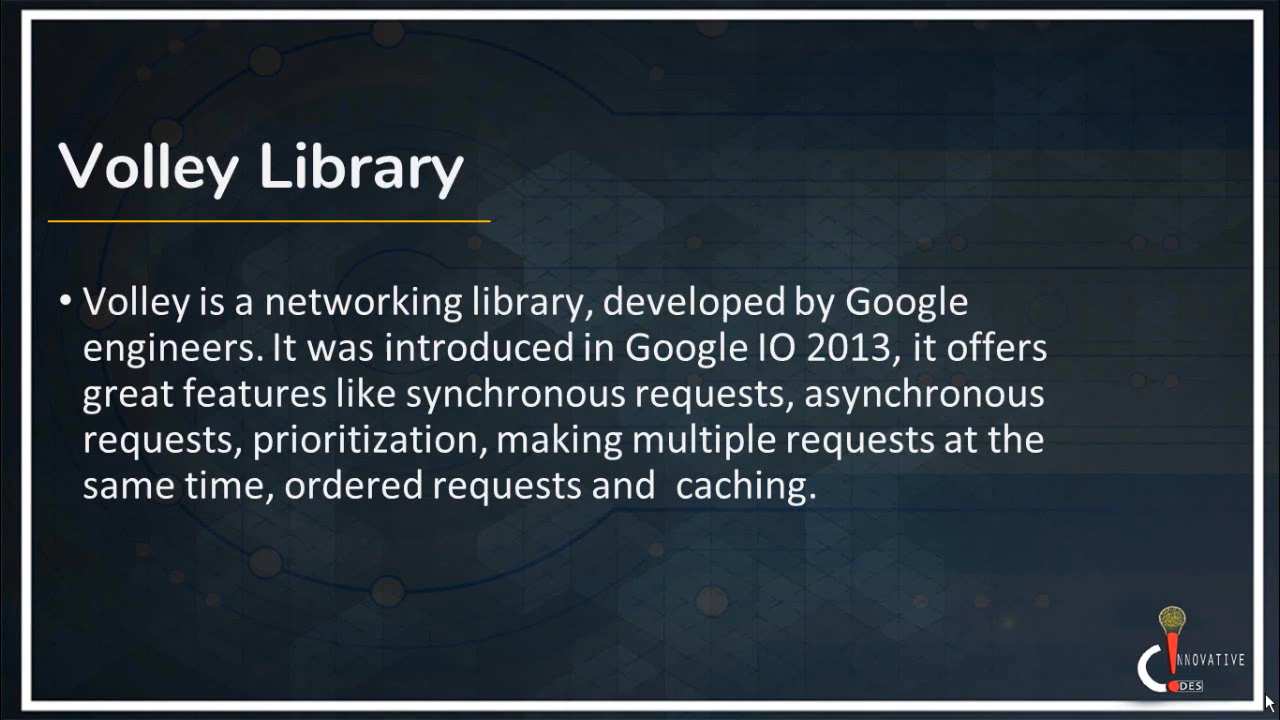 Volley Library
• Volley is a networking library, developed by Google
engineers. It was introduced in Google IO 2013, it offers
great features like synchronous requests, asynchronous
requests, prioritization, making multiple requests at the
same time, ordered requests and  caching.
NNOVATIVE
DES